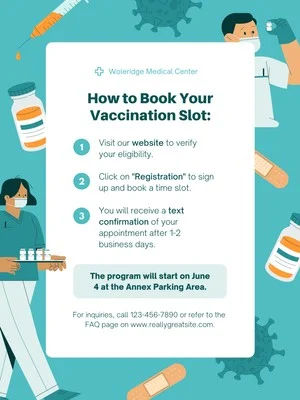 Woleridge Medical Center
How to Book Your
Vaccination Slot:
1
Visit our website to verify
your eligibility.
2
Click on "Registration" to sign
up and book a time slot.
3
You will receive a text
confirmation of your
appointment after 1-2
business days.
The program will start on June
4 at the Annex Parking Area.
For inquiries, call 123-456-7890 or refer to the
FAQ page on www.reallygreatsite.com.